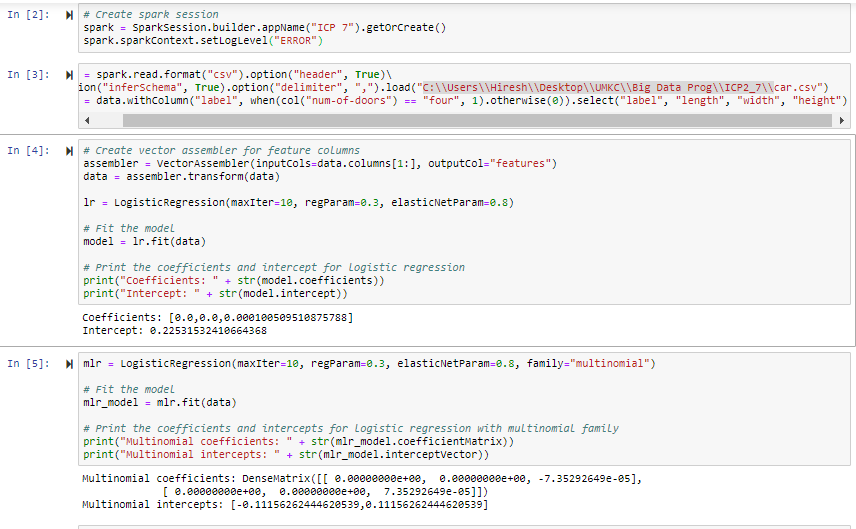 In [2]:
# Create spark session
spark = SparkSession.builder.appName("ICP 7").getOrCreate()
spark.sparkContext.setLogLevel("ERROR")
In [3]:
= spark.read.format("csv").option("header", True)\
ion("inferSchema", True).option("delimiter", ",").load("C:\\Users\\Hiresh\\Desktop\\UMKC\\Big Data Prog\\ICP2_7\\car.csv")
= data.withColumn("label", when(col("num-of-doors") == "four", 1).otherwise(0)).select("label", "length", "width", "height")
In [4]:
# Create vector assembler for feature columns
assembler = VectorAssembler(inputCols=data.columns[1:], outputCol="features")
data = assembler.transform(data)
lr = LogisticRegression(maxIter=10, regParam=0.3, elasticNetParam=0.8)
# Fit the model
model = lr.fit(data)
# Print the coefficients and intercept for logistic regression
print("Coefficients: " + str(model.coefficients))
print("Intercept: " + str(model.intercept))
Coefficients: [0.0,0.0,0.000100509510875788]
Intercept: 0.22531532410664368
In [5]:
mlr = LogisticRegression(maxIter=10, regParam=0.3, elasticNetParam=0.8, family="multinomial")
# Fit the model
mlr_model = mlr.fit(data)
# Print the coefficients and intercepts for logistic regression with multinomial family
print("Multinomial coefficients: " + str(mlr_model.coefficientMatrix))
print("Multinomial intercepts: " + str(mlr_model.interceptVector))
Multinomial coefficients: DenseMatrix([[ 0.00000000e+00,  0.00000000e+00, -7.35292649e-05],
[ 0.00000000e+00,  0.00000000e+00,  7.35292649e-05]])
Multinomial intercepts: [-0.11156262444620539,0.11156262444620539]